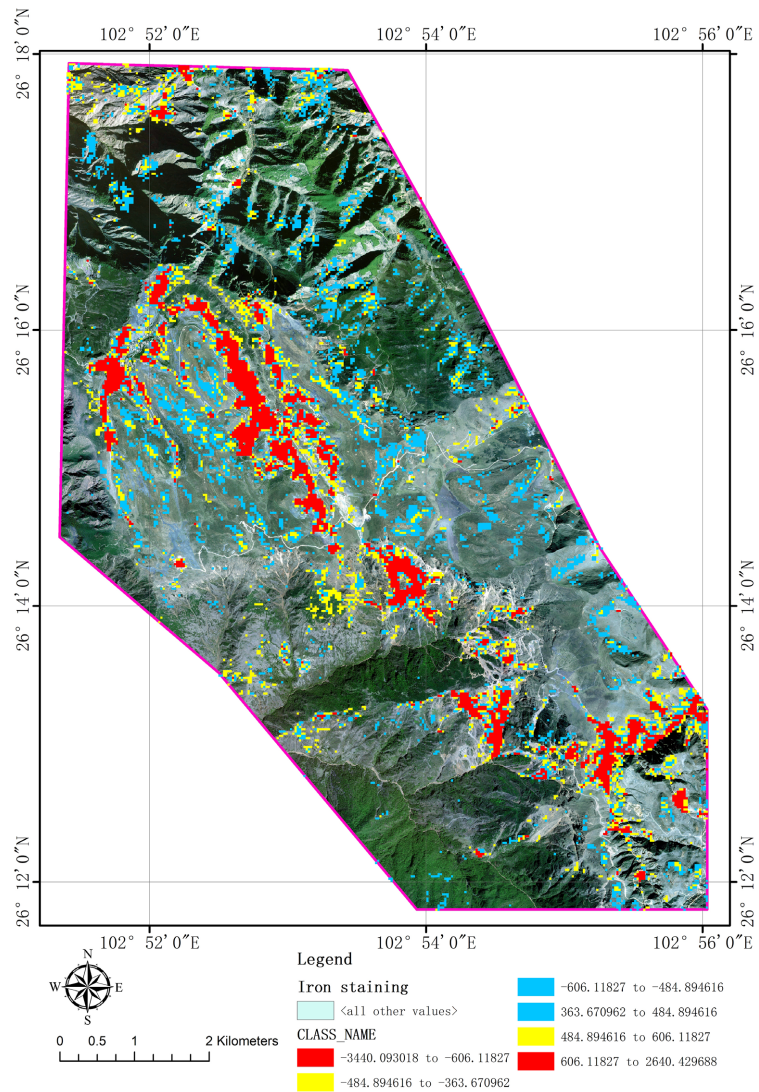 102° 52′ 0″E 102° 54′ 0″E 102° 56′ 0″E
26° 18′ 0″N 26° 18′ 0″N
26° 16′ 0″N 26° 16′ 0″N
26° 14′ 0″N 26° 14′ 0″N
26° 12′ 0″N 26° 12′ 0″N
102° 52′ 0″E 102° 54′ 0″E 102° 56′ 0″E
N
W E
S
0 0.5 1 2 Kilometers
Legend
Iron staining
<all other values>
CLASS_NAME
-3440.093018 to -606.11827
-484.894616 to -363.670962
-606.11827 to -484.894616
363.670962 to 484.894616
484.894616 to 606.11827
606.11827 to 2640.429688